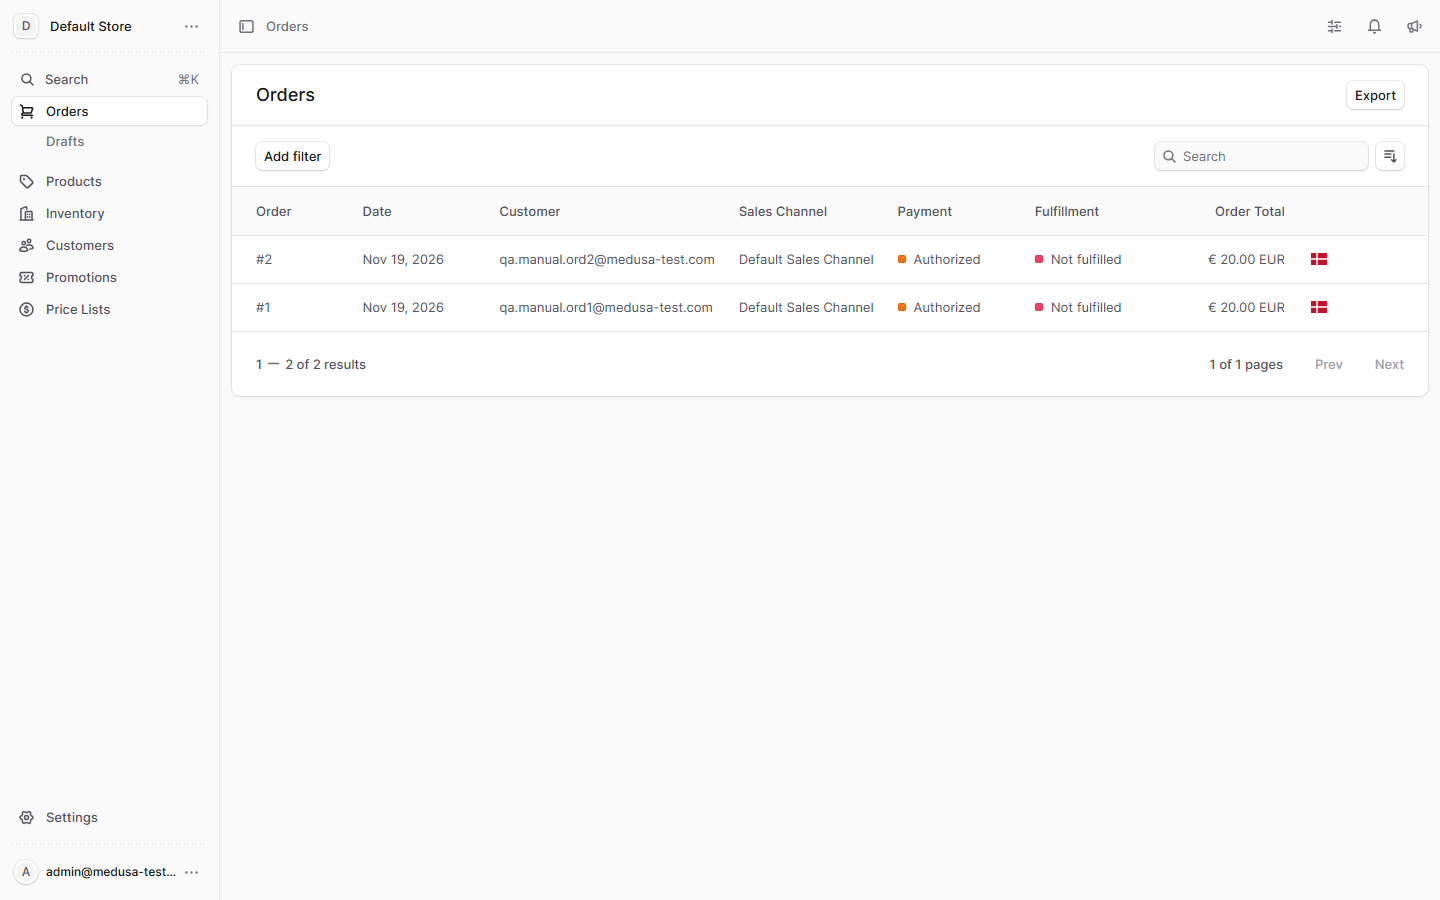 D Default Store
Orders
Search ⌘K
Orders
Drafts
Products
Inventory
Customers
Promotions
Price Lists
Orders
Export
Add filter
Search
Order Date Customer Sales Channel Payment Fulfillment Order Total
#2 Nov 19, 2026 qa.manual.ord2@medusa-test.com Default Sales Channel Authorized Not fulfilled € 20.00 EUR
#1 Nov 19, 2026 qa.manual.ord1@medusa-test.com Default Sales Channel Authorized Not fulfilled € 20.00 EUR
1 — 2 of 2 results 1 of 1 pages Prev Next
Settings
A admin@medusa-test...